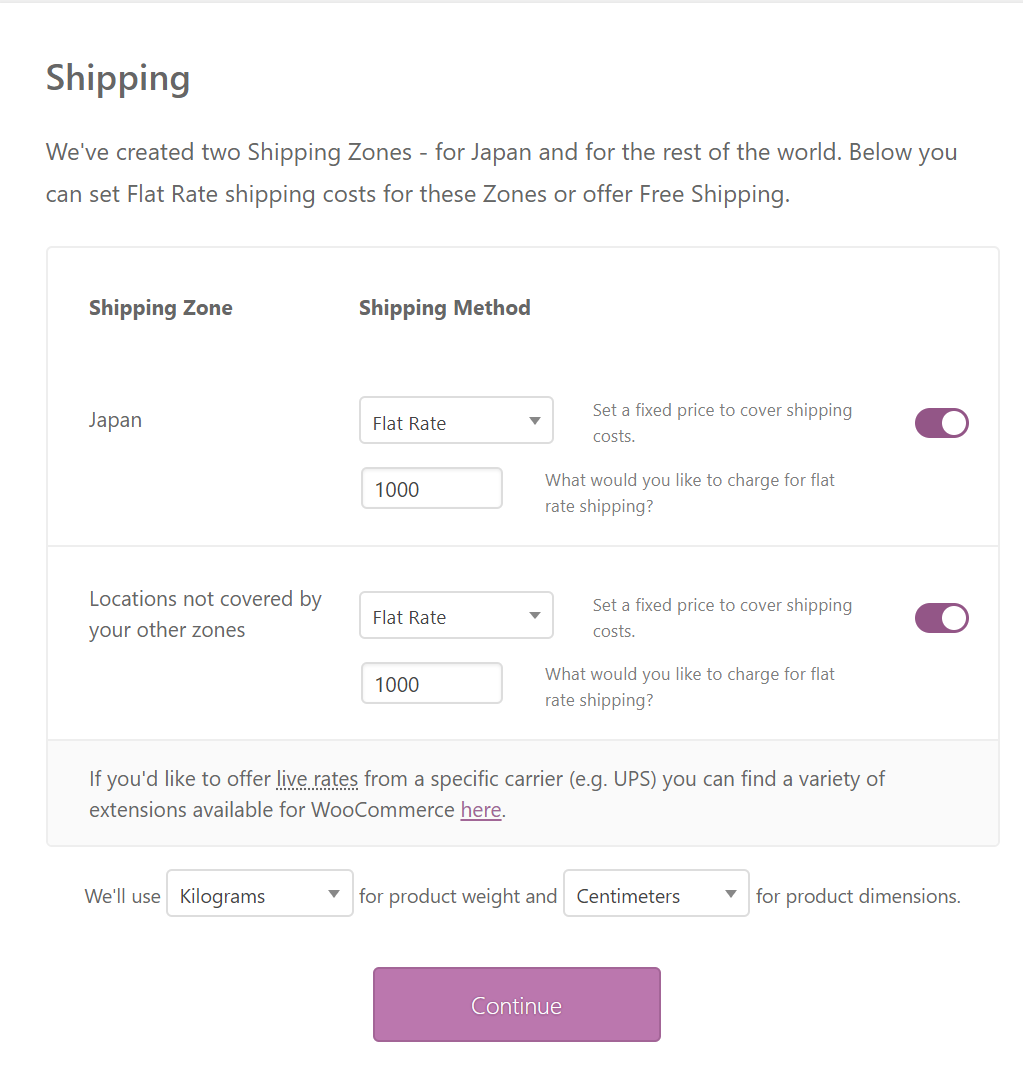 Shipping
We've created two Shipping Zones - for Japan and for the rest of the world. Below you
can set Flat Rate shipping costs for these Zones or offer Free Shipping.
Shipping Zone Shipping Method
Japan
Flat Rate
Set a fixed price to cover shipping
costs.
1000
What would you like to charge for flat
rate shipping?
Locations not covered by
your other zones
Flat Rate
Set a fixed price to cover shipping
costs.
1000
What would you like to charge for flat
rate shipping?
If you'd like to offer live rates from a specific carrier (e.g. UPS) you can find a variety of
extensions available for WooCommerce here.
We'll use Kilograms for product weight and Centimeters for product dimensions.
Continue